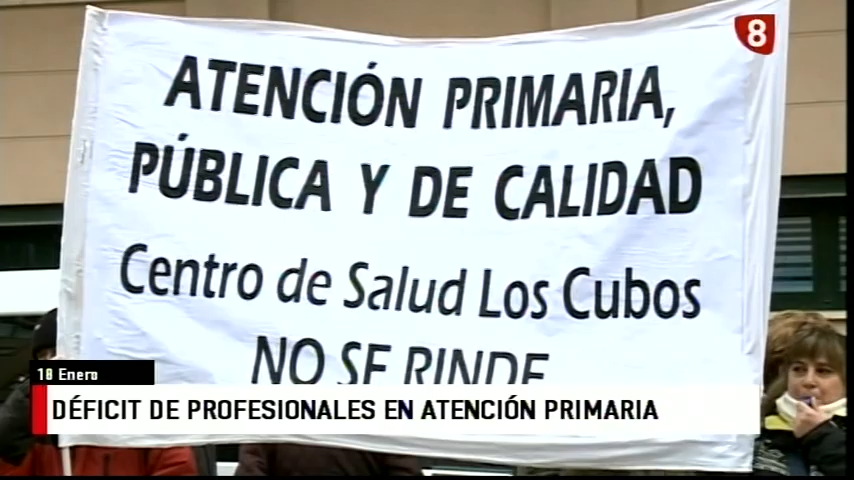 8
ATENCIÓN PRIMARIA,
PÚBLICA Y DE CALIDAD
Centro de Salud Los Cubos
NO SE RINDE
18 Enero
DÉFICIT DE PROFESIONALES EN ATENCIÓN PRIMARIA